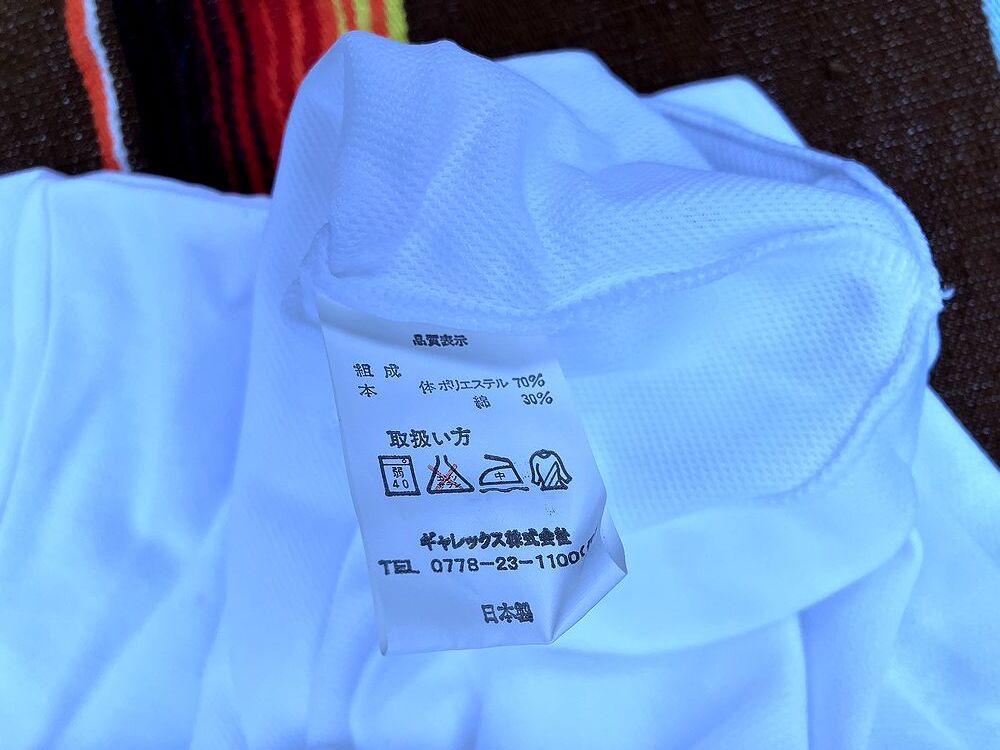 品質表示
組成
本体 ポリエステル 70%
綿 30%
取扱い方
弱
40
中
ギャレックス株式会社
TEL 0778-23-1100
日本製